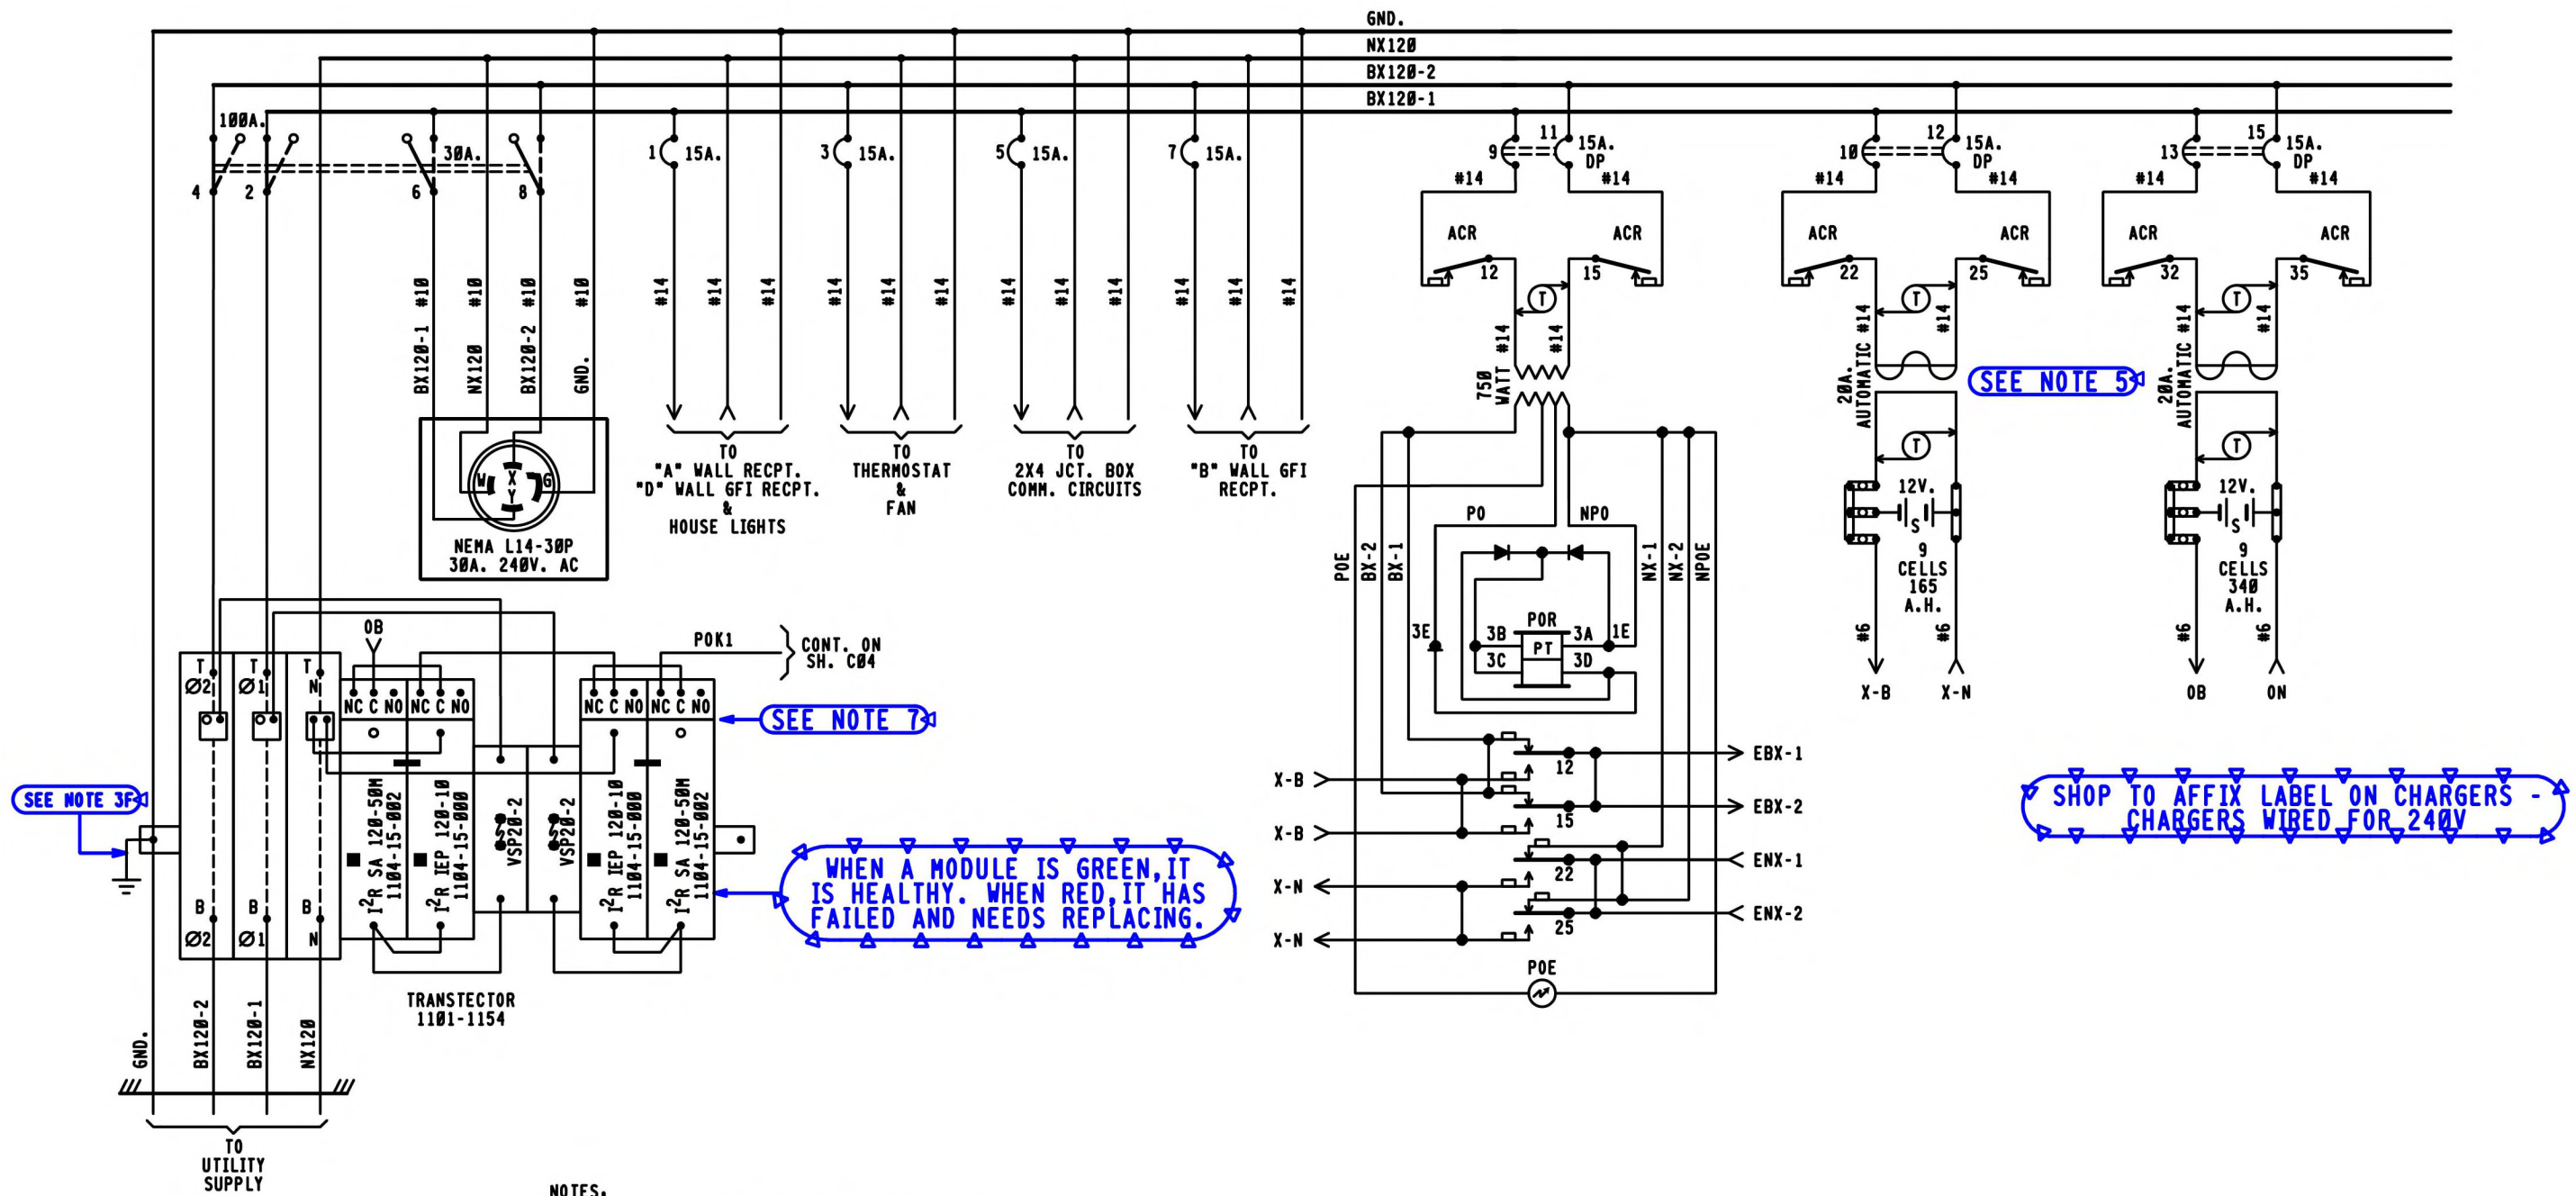 GND.
NX120
BX120-2
BX120-1
100A.
4
2
30A.
6
8
1
15A.
3
15A.
5
15A.
7
15A.
9
11
15A.
DP
10
12
15A.
DP
13
15
15A.
DP
#14
#14
#14
#14
#14
#14
ACR
ACR
ACR
ACR
ACR
ACR
12
15
22
25
32
35
T
T
T
BX120-1 #10
NX120 #10
BX120-2 #10
GND. #10
#14
#14
#14
#14
#14
#14
#14
#14
#14
#14
#14
#14
#14
#14
750
WATT
20A.
AUTOMATIC #14
#14
SEE NOTE 5
20A.
AUTOMATIC #14
#14
W
X
Y
G
NEMA L14-30P
30A. 240V. AC
TO
"A" WALL RECPT.
"D" WALL GFI RECPT.
&
HOUSE LIGHTS
TO
THERMOSTAT
&
FAN
TO
2X4 JCT. BOX
COMM. CIRCUITS
TO
"B" WALL GFI
RECPT.
T
T
12V.
S
9
CELLS
165
A.H.
#6
#6
X-B
X-N
12V.
S
9
CELLS
340
A.H.
#6
#6
OB
ON
PO
NPO
POE
BX-2
BX-1
NX-1
NX-2
NPOE
3E
3B
3C
POR
PT
3A
3D
1E
OB
POK1
CONT. ON
SH. C04
T
Ø2
T
Ø1
T
N
NC C NO
NC C NO
NC C NO
NC C NO
SEE NOTE 7
SEE NOTE 3F
I²R SA 120-50M
1104-15-002
I²R IEP 120-10
1104-15-000
VSP20-2
VSP20-2
I²R IEP 120-10
1104-15-000
I²R SA 120-50M
1104-15-002
WHEN A MODULE IS GREEN,IT
IS HEALTHY. WHEN RED,IT HAS
FAILED AND NEEDS REPLACING.
B
Ø2
B
Ø1
B
N
TRANSTECTOR
1101-1154
GND.
BX120-2
BX120-1
NX120
TO
UTILITY
SUPPLY
X-B
X-B
X-N
X-N
12
15
22
25
EBX-1
EBX-2
ENX-1
ENX-2
POE
SHOP TO AFFIX LABEL ON CHARGERS -
CHARGERS WIRED FOR 240V
NOTES.